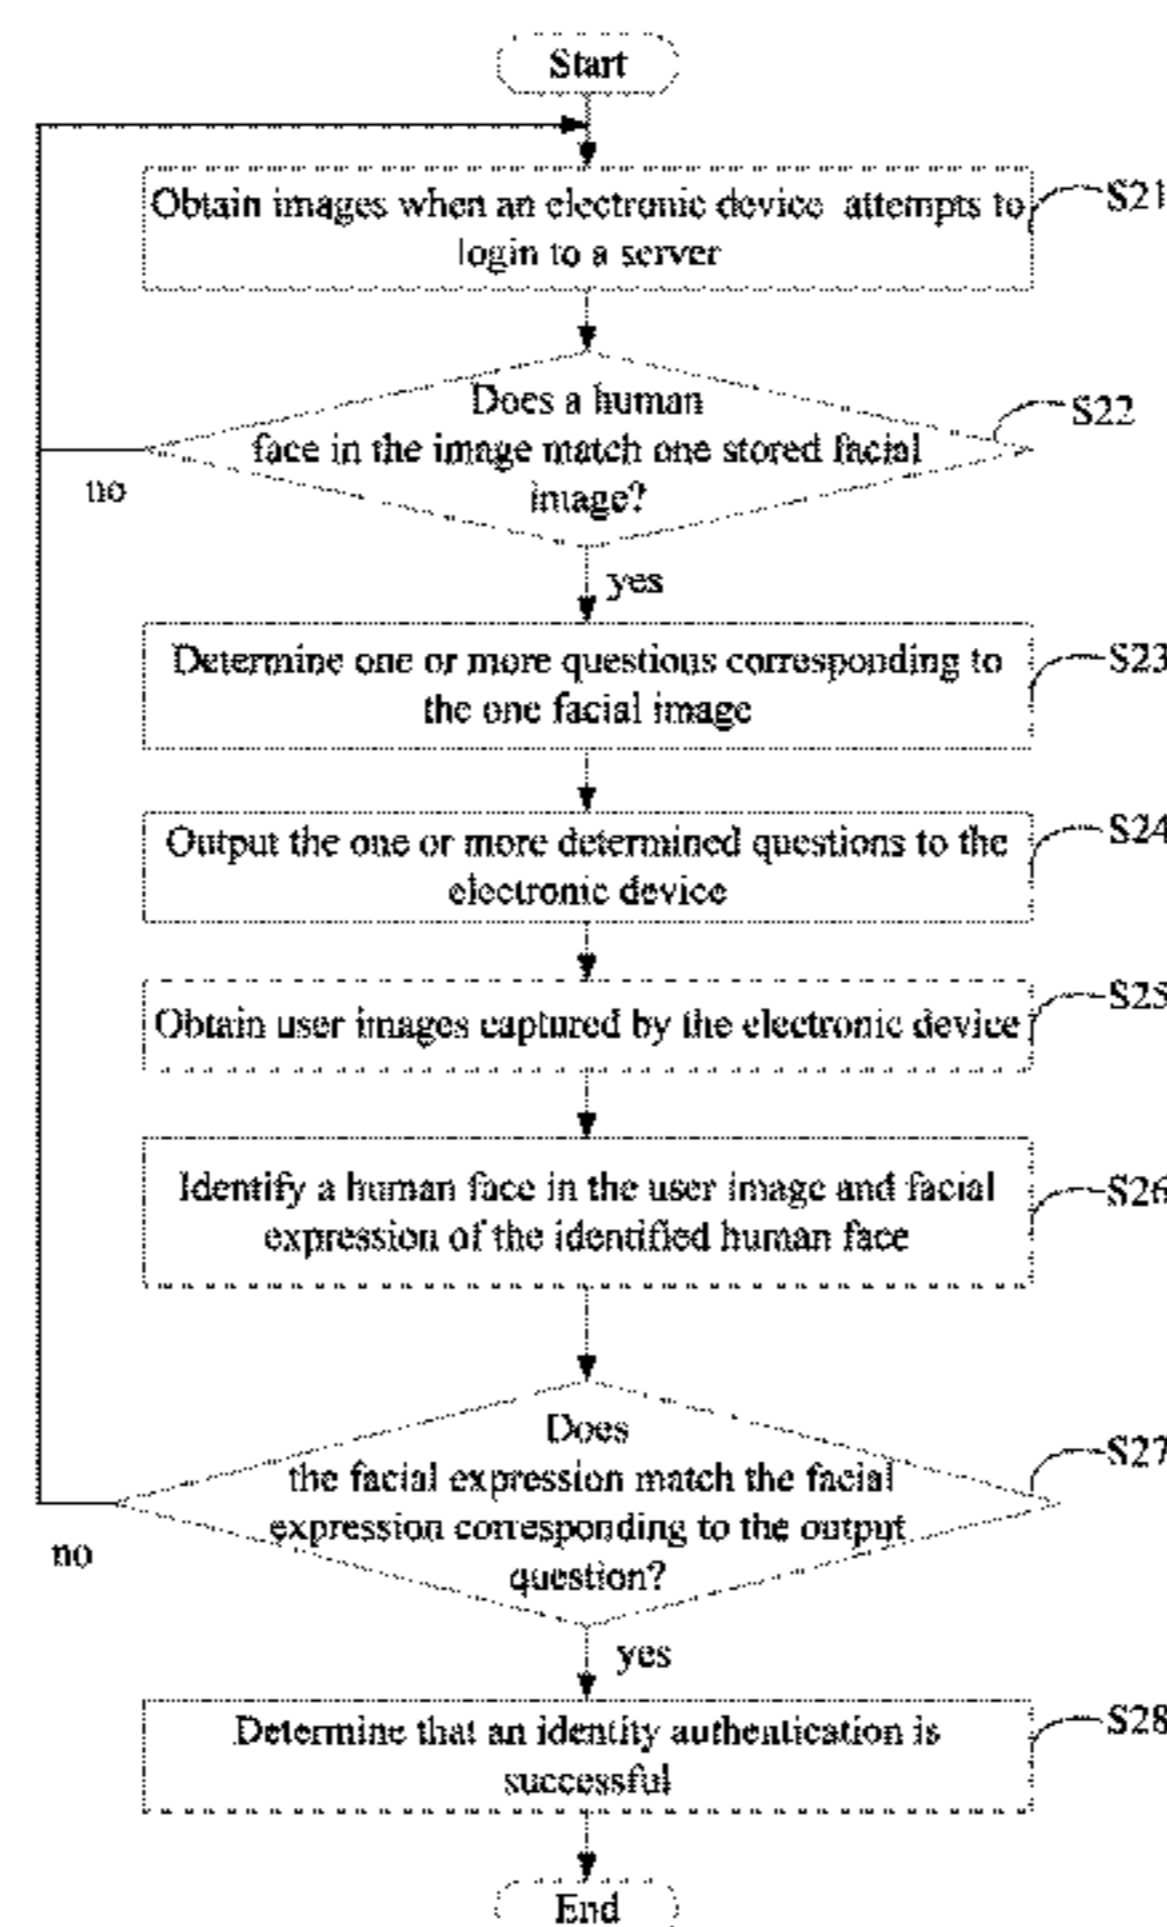 Start
Obtain images when an electronic device attempts to
login to a server
S21
Does a human
face in the image match one stored facial
image?
S22
no
yes
Determine one or more questions corresponding to
the one facial image
S23
Output the one or more determined questions to the
electronic device
S24
Obtain user images captured by the electronic device
S25
Identify a human face in the user image and facial
expression of the identified human face
S26
Does
the facial expression match the facial
expression corresponding to the output
question?
S27
no
yes
Determine that an identity authentication is
successful
S28
End